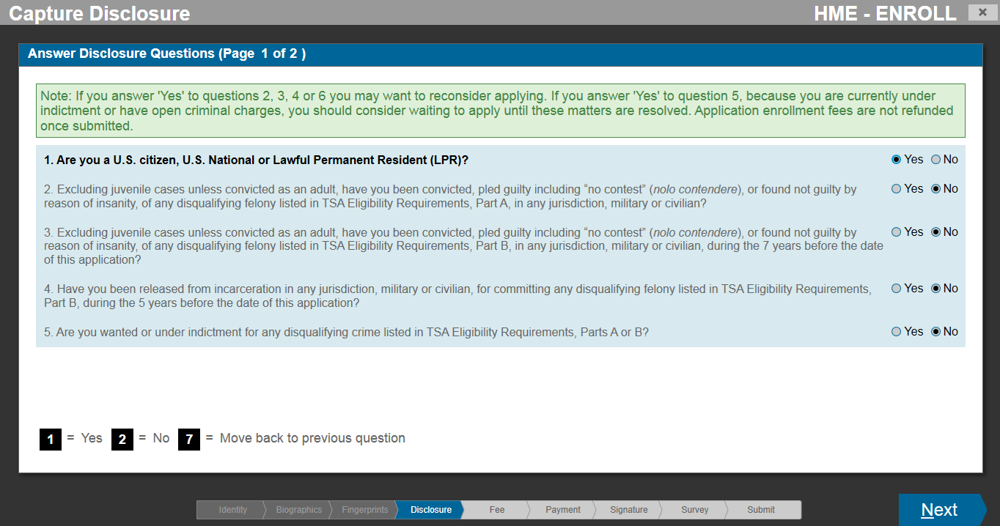 Capture Disclosure
HME - ENROLL
×
Answer Disclosure Questions (Page 1 of 2 )
Note: If you answer 'Yes' to questions 2, 3, 4 or 6 you may want to reconsider applying. If you answer 'Yes' to question 5, because you are currently under
indictment or have open criminal charges, you should consider waiting to apply until these matters are resolved. Application enrollment fees are not refunded
once submitted.
1. Are you a U.S. citizen, U.S. National or Lawful Permanent Resident (LPR)?
Yes No
2. Excluding juvenile cases unless convicted as an adult, have you been convicted, pled guilty including “no contest” (nolo contendere), or found not guilty by
reason of insanity, of any disqualifying felony listed in TSA Eligibility Requirements, Part A, in any jurisdiction, military or civilian?
Yes No
3. Excluding juvenile cases unless convicted as an adult, have you been convicted, pled guilty including “no contest” (nolo contendere), or found not guilty by
reason of insanity, of any disqualifying felony listed in TSA Eligibility Requirements, Part B, in any jurisdiction, military or civilian, during the 7 years before the date
of this application?
Yes No
4. Have you been released from incarceration in any jurisdiction, military or civilian, for committing any disqualifying felony listed in TSA Eligibility Requirements,
Part B, during the 5 years before the date of this application?
Yes No
5. Are you wanted or under indictment for any disqualifying crime listed in TSA Eligibility Requirements, Parts A or B?
Yes No
1 = Yes 2 = No 7 = Move back to previous question
Identity Biographics Fingerprints Disclosure Fee Payment Signature Survey Submit
Next